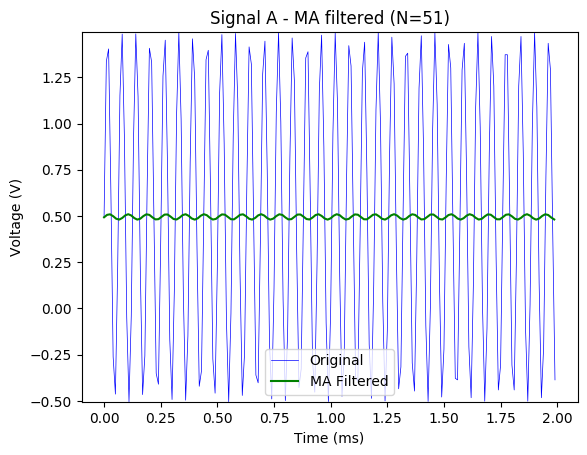 Signal A - MA filtered (N=51)
Voltage (V)
1.25
1.00
0.75
0.50
0.25
0.00
−0.25
−0.50
Original
MA Filtered
0.00 0.25 0.50 0.75 1.00 1.25 1.50 1.75 2.00
Time (ms)